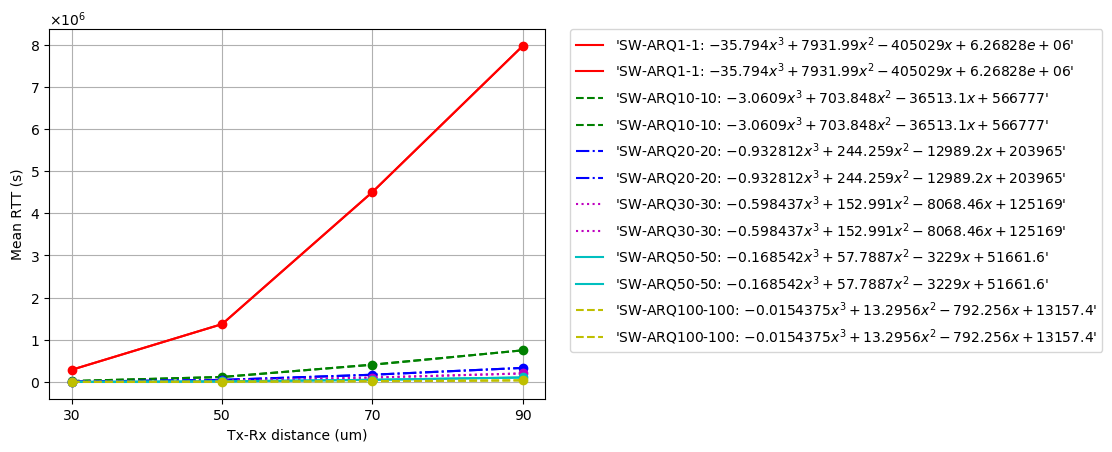 ×10⁶
8
7
6
5
4
3
2
1
0
Mean RTT (s)
30 50 70 90
Tx-Rx distance (um)
'SW-ARQ1-1: −35.794x³ + 7931.99x² − 405029x + 6.26828e + 06'
'SW-ARQ1-1: −35.794x³ + 7931.99x² − 405029x + 6.26828e + 06'
'SW-ARQ10-10: −3.0609x³ + 703.848x² − 36513.1x + 566777'
'SW-ARQ10-10: −3.0609x³ + 703.848x² − 36513.1x + 566777'
'SW-ARQ20-20: −0.932812x³ + 244.259x² − 12989.2x + 203965'
'SW-ARQ20-20: −0.932812x³ + 244.259x² − 12989.2x + 203965'
'SW-ARQ30-30: −0.598437x³ + 152.991x² − 8068.46x + 125169'
'SW-ARQ30-30: −0.598437x³ + 152.991x² − 8068.46x + 125169'
'SW-ARQ50-50: −0.168542x³ + 57.7887x² − 3229x + 51661.6'
'SW-ARQ50-50: −0.168542x³ + 57.7887x² − 3229x + 51661.6'
'SW-ARQ100-100: −0.0154375x³ + 13.2956x² − 792.256x + 13157.4'
'SW-ARQ100-100: −0.0154375x³ + 13.2956x² − 792.256x + 13157.4'